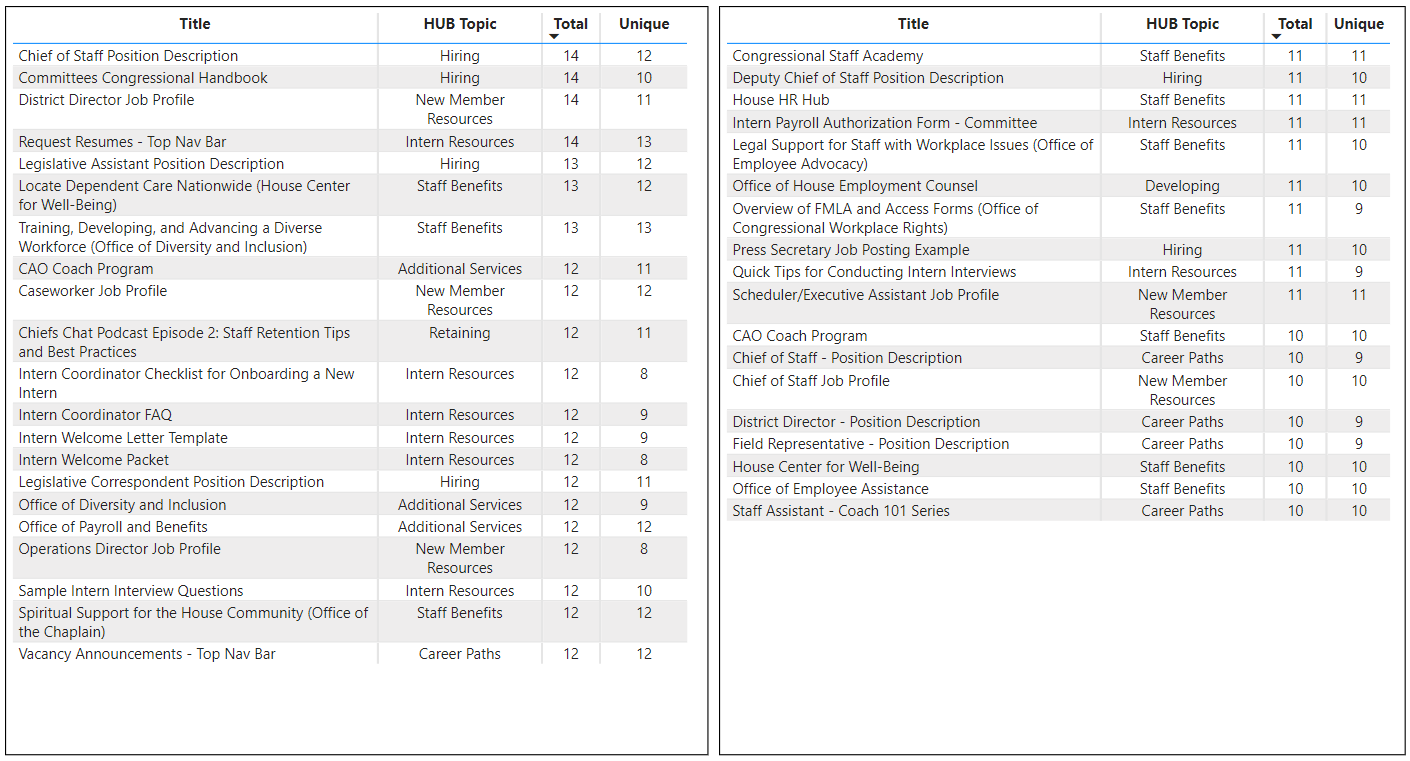 Title HUB Topic Total Unique
Chief of Staff Position Description Hiring 14 12
Committees Congressional Handbook Hiring 14 10
District Director Job Profile New Member 14 11
Resources
Request Resumes - Top Nav Bar Intern Resources 14 13
Legislative Assistant Position Description Hiring 13 12
Locate Dependent Care Nationwide (House Center Staff Benefits 13 12
for Well-Being)
Training, Developing, and Advancing a Diverse Staff Benefits 13 13
Workforce (Office of Diversity and Inclusion)
CAO Coach Program Additional Services 12 11
Caseworker Job Profile New Member 12 12
Resources
Chiefs Chat Podcast Episode 2: Staff Retention Tips Retaining 12 11
and Best Practices
Intern Coordinator Checklist for Onboarding a New Intern Resources 12 8
Intern
Intern Coordinator FAQ Intern Resources 12 9
Intern Welcome Letter Template Intern Resources 12 9
Intern Welcome Packet Intern Resources 12 8
Legislative Correspondent Position Description Hiring 12 11
Office of Diversity and Inclusion Additional Services 12 9
Office of Payroll and Benefits Additional Services 12 12
Operations Director Job Profile New Member 12 8
Resources
Sample Intern Interview Questions Intern Resources 12 10
Spiritual Support for the House Community (Office of Staff Benefits 12 12
the Chaplain)
Vacancy Announcements - Top Nav Bar Career Paths 12 12
Title HUB Topic Total Unique
Congressional Staff Academy Staff Benefits 11 11
Deputy Chief of Staff Position Description Hiring 11 10
House HR Hub Staff Benefits 11 11
Intern Payroll Authorization Form - Committee Intern Resources 11 11
Legal Support for Staff with Workplace Issues (Office of Staff Benefits 11 10
Employee Advocacy)
Office of House Employment Counsel Developing 11 10
Overview of FMLA and Access Forms (Office of Staff Benefits 11 9
Congressional Workplace Rights)
Press Secretary Job Posting Example Hiring 11 10
Quick Tips for Conducting Intern Interviews Intern Resources 11 9
Scheduler/Executive Assistant Job Profile New Member 11 11
Resources
CAO Coach Program Staff Benefits 10 10
Chief of Staff - Position Description Career Paths 10 9
Chief of Staff Job Profile New Member 10 10
Resources
District Director - Position Description Career Paths 10 9
Field Representative - Position Description Career Paths 10 9
House Center for Well-Being Staff Benefits 10 10
Office of Employee Assistance Staff Benefits 10 10
Staff Assistant - Coach 101 Series Career Paths 10 10